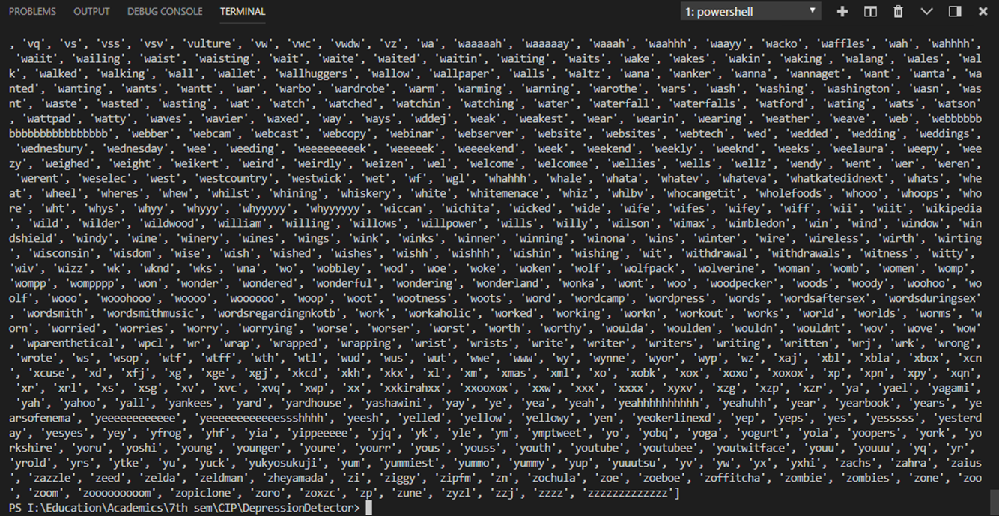 PROBLEMS OUTPUT DEBUG CONSOLE TERMINAL 1: powershell
, 'vq', 'vs', 'vss', 'vsv', 'vulture', 'vw', 'vwc', 'vwdw', 'vz', 'wa', 'waaaaah', 'waaaaay', 'waaah', 'waahhh', 'waayy', 'wacko', 'waffles', 'wah', 'wahhhh',
'waiit', 'wailing', 'waist', 'waisting', 'wait', 'waite', 'waited', 'waitin', 'waiting', 'waits', 'wake', 'wakes', 'wakin', 'waking', 'walang', 'wales', 'wal
k', 'walked', 'walking', 'wall', 'wallet', 'wallhuggers', 'wallow', 'wallpaper', 'walls', 'waltz', 'wana', 'wanker', 'wanna', 'wannaget', 'want', 'wanta', 'wa
nted', 'wanting', 'wants', 'wantt', 'war', 'warbo', 'wardrobe', 'warm', 'warming', 'warning', 'warothe', 'wars', 'wash', 'washing', 'washington', 'wasn', 'was
nt', 'waste', 'wasted', 'wasting', 'wat', 'watch', 'watched', 'watchin', 'watching', 'water', 'waterfall', 'waterfalls', 'watford', 'wating', 'wats', 'watson'
, 'wattpad', 'watty', 'waves', 'wavier', 'waxed', 'way', 'ways', 'wddej', 'weak', 'weakest', 'wear', 'wearin', 'wearing', 'weather', 'weave', 'web', 'webbbbbb
bbbbbbbbbbbbbbbb', 'webber', 'webcam', 'webcast', 'webcopy', 'webinar', 'webserver', 'website', 'websites', 'webtech', 'wed', 'wedded', 'wedding', 'weddings',
'wednesbury', 'wednesday', 'wee', 'weeding', 'weeeeeeeeek', 'weeeeek', 'weeeekend', 'week', 'weekend', 'weekly', 'weeknd', 'weeks', 'weelaura', 'weepy', 'wee
zy', 'weighed', 'weight', 'weikert', 'weird', 'weirdly', 'weizen', 'wel', 'welcome', 'welcomee', 'wellies', 'wells', 'wellz', 'wendy', 'went', 'wer', 'weren',
'werent', 'weselec', 'west', 'westcountry', 'westwick', 'wet', 'wf', 'wgl', 'whahhh', 'whale', 'whata', 'whatev', 'whateva', 'whatkatedidnext', 'whats', 'whe
at', 'wheel', 'wheres', 'whew', 'whilst', 'whining', 'whiskery', 'white', 'whitemenace', 'whiz', 'whlbv', 'whocangetit', 'wholefoods', 'whooo', 'whoops', 'who
re', 'wht', 'whys', 'whyy', 'whyyy', 'whyyyyy', 'whyyyyyy', 'wiccan', 'wichita', 'wicked', 'wide', 'wife', 'wifes', 'wifey', 'wiff', 'wii', 'wiit', 'wikipedia
', 'wild', 'wilder', 'wildwood', 'william', 'willing', 'willows', 'willpower', 'wills', 'willy', 'wilson', 'wimax', 'wimbledon', 'win', 'wind', 'window', 'win
dshield', 'windy', 'wine', 'winery', 'wines', 'wings', 'wink', 'winks', 'winner', 'winning', 'winona', 'wins', 'winter', 'wire', 'wireless', 'wirth', 'wirting
', 'wisconsin', 'wisdom', 'wise', 'wish', 'wished', 'wishes', 'wishh', 'wishhh', 'wishin', 'wishing', 'wit', 'withdrawal', 'withdrawals', 'witness', 'witty',
'wiv', 'wizz', 'wk', 'wknd', 'wks', 'wna', 'wo', 'wobbley', 'wod', 'woe', 'woke', 'woken', 'wolf', 'wolfpack', 'wolverine', 'woman', 'womb', 'women', 'womp',
'wompp', 'wompppp', 'won', 'wonder', 'wondered', 'wonderful', 'wondering', 'wonderland', 'wonka', 'wont', 'woo', 'woodpecker', 'woods', 'woody', 'woohoo', 'wo
olf', 'wooo', 'wooohooo', 'woooo', 'woooooo', 'woop', 'woot', 'wootness', 'woots', 'word', 'wordcamp', 'wordpress', 'words', 'wordsaftersex', 'wordsduringsex'
, 'wordsmith', 'wordsmithmusic', 'wordsregardingnkotb', 'work', 'workaholic', 'worked', 'working', 'workn', 'workout', 'works', 'world', 'worlds', 'worms', 'w
orn', 'worried', 'worries', 'worry', 'worrying', 'worse', 'worser', 'worst', 'worth', 'worthy', 'woulda', 'woulden', 'wouldn', 'wouldnt', 'wov', 'wove', 'wow'
, 'wparenthetical', 'wpcl', 'wr', 'wrap', 'wrapped', 'wrapping', 'wrist', 'wrists', 'write', 'writer', 'writers', 'writing', 'written', 'wrj', 'wrk', 'wrong',
'wrote', 'ws', 'wsop', 'wtf', 'wtff', 'wth', 'wtl', 'wud', 'wus', 'wut', 'wwe', 'www', 'wy', 'wynne', 'wyor', 'wyp', 'wz', 'xaj', 'xbl', 'xbla', 'xbox', 'xcn
', 'xcuse', 'xd', 'xfj', 'xg', 'xge', 'xgj', 'xkcd', 'xkh', 'xkx', 'xl', 'xm', 'xmas', 'xml', 'xo', 'xobk', 'xox', 'xoxo', 'xoxox', 'xp', 'xpn', 'xpy', 'xqn',
'xr', 'xrl', 'xs', 'xsg', 'xv', 'xvc', 'xvq', 'xwp', 'xx', 'xxkirahxx', 'xxooxox', 'xxw', 'xxx', 'xxxx', 'xyxv', 'xzg', 'xzp', 'xzr', 'ya', 'yael', 'yagami',
'yah', 'yahoo', 'yall', 'yankees', 'yard', 'yardhouse', 'yashawini', 'yay', 'ye', 'yea', 'yeah', 'yeahhhhhhhhhh', 'yeahuhh', 'year', 'yearbook', 'years', 'ye
arsofenema', 'yeeeeeeeeeeee', 'yeeeeeeeeeeeessshhhh', 'yeesh', 'yelled', 'yellow', 'yellowy', 'yen', 'yeokerlinexd', 'yep', 'yeps', 'yes', 'yesssss', 'yesterd
ay', 'yesyes', 'yey', 'yfrog', 'yhf', 'yia', 'yippeeeee', 'yjq', 'yk', 'yle', 'ym', 'ymptweet', 'yo', 'yobq', 'yoga', 'yogurt', 'yola', 'yoopers', 'york', 'yo
rkshire', 'yoru', 'yoshi', 'young', 'younger', 'youre', 'yourr', 'yous', 'youss', 'youth', 'youtube', 'youtubee', 'youtwitface', 'youu', 'youuu', 'yq', 'yr',
'yrold', 'yrs', 'ytke', 'yu', 'yuck', 'yukyosukuji', 'yum', 'yummiest', 'yummo', 'yummy', 'yup', 'yuuutsu', 'yv', 'yw', 'yx', 'yxhi', 'zachs', 'zahra', 'zaius
', 'zazzle', 'zeed', 'zelda', 'zeldman', 'zheyamada', 'zi', 'ziggy', 'zipfm', 'zn', 'zochula', 'zoe', 'zoeboe', 'zoffitcha', 'zombie', 'zombies', 'zone', 'zoo
', 'zoom', 'zooooooooom', 'zopiclone', 'zoro', 'zoxzc', 'zp', 'zune', 'zyzl', 'zzj', 'zzzz', 'zzzzzzzzzzzzz']
PS I:\Education\Academics\7th sem\CIP\DepressionDetector>